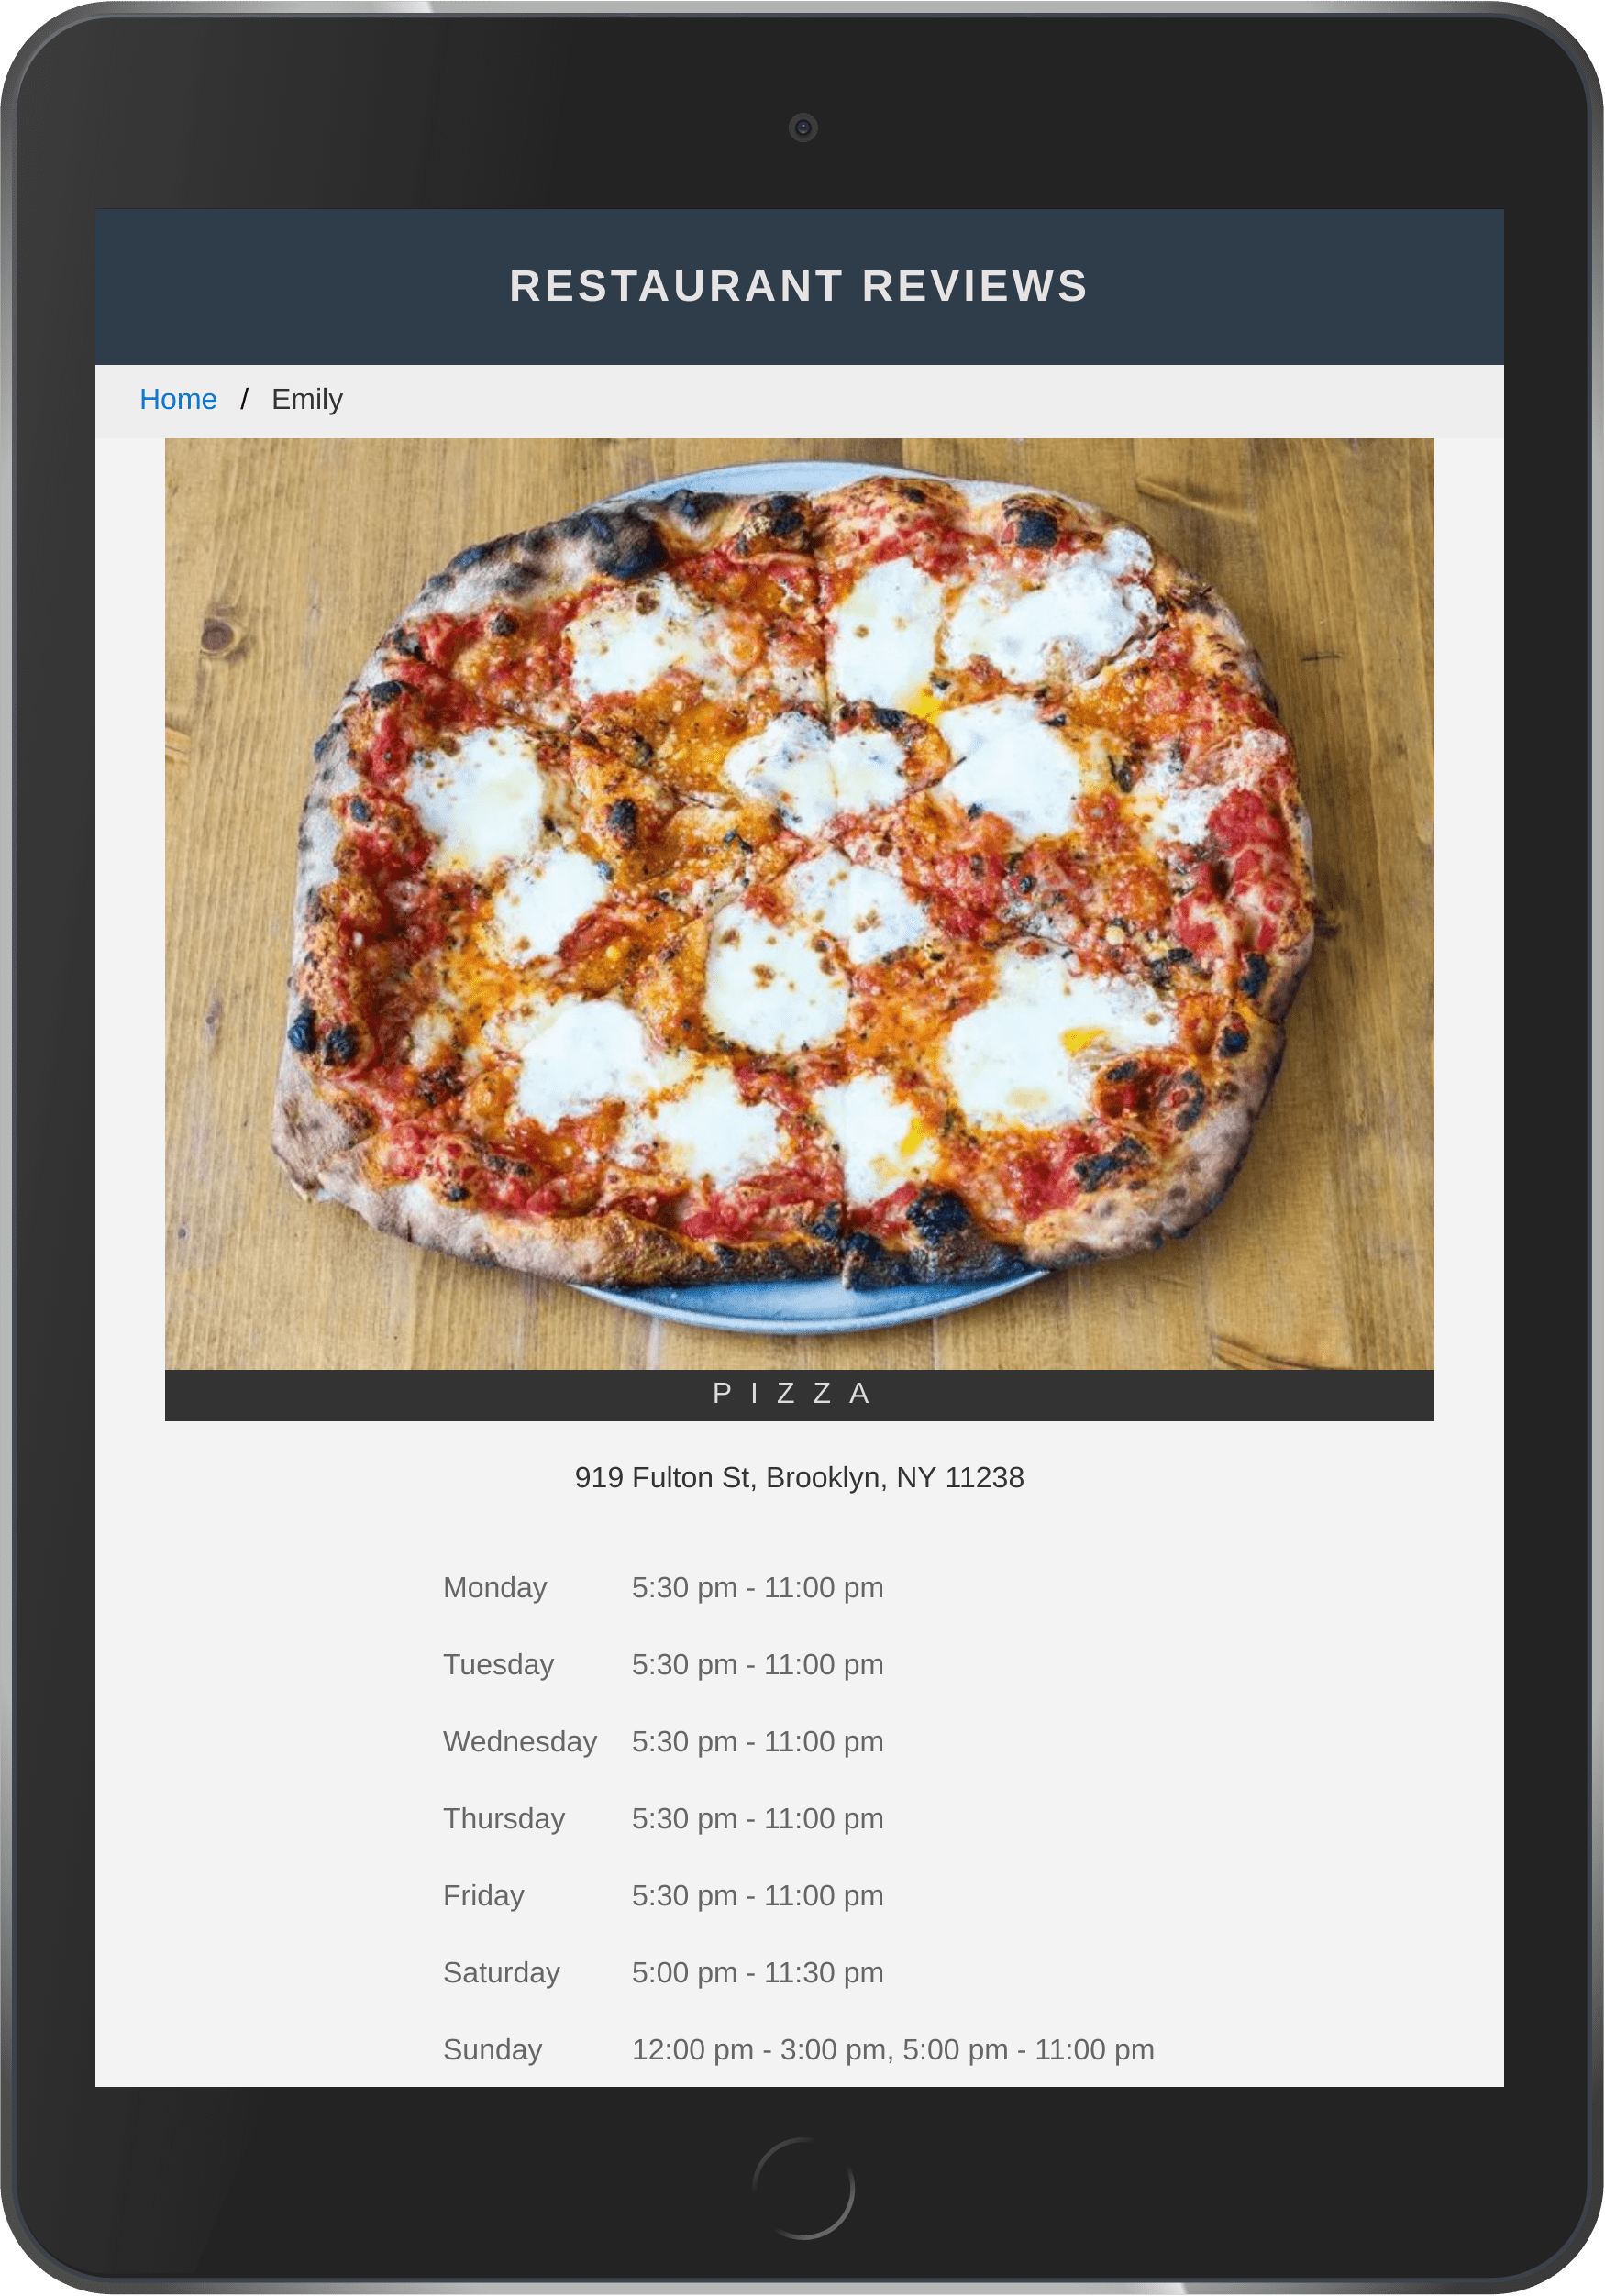 RESTAURANT REVIEWS
Home / Emily
PIZZA
919 Fulton St, Brooklyn, NY 11238
Monday 5:30 pm - 11:00 pm
Tuesday 5:30 pm - 11:00 pm
Wednesday 5:30 pm - 11:00 pm
Thursday 5:30 pm - 11:00 pm
Friday 5:30 pm - 11:00 pm
Saturday 5:00 pm - 11:30 pm
Sunday 12:00 pm - 3:00 pm, 5:00 pm - 11:00 pm